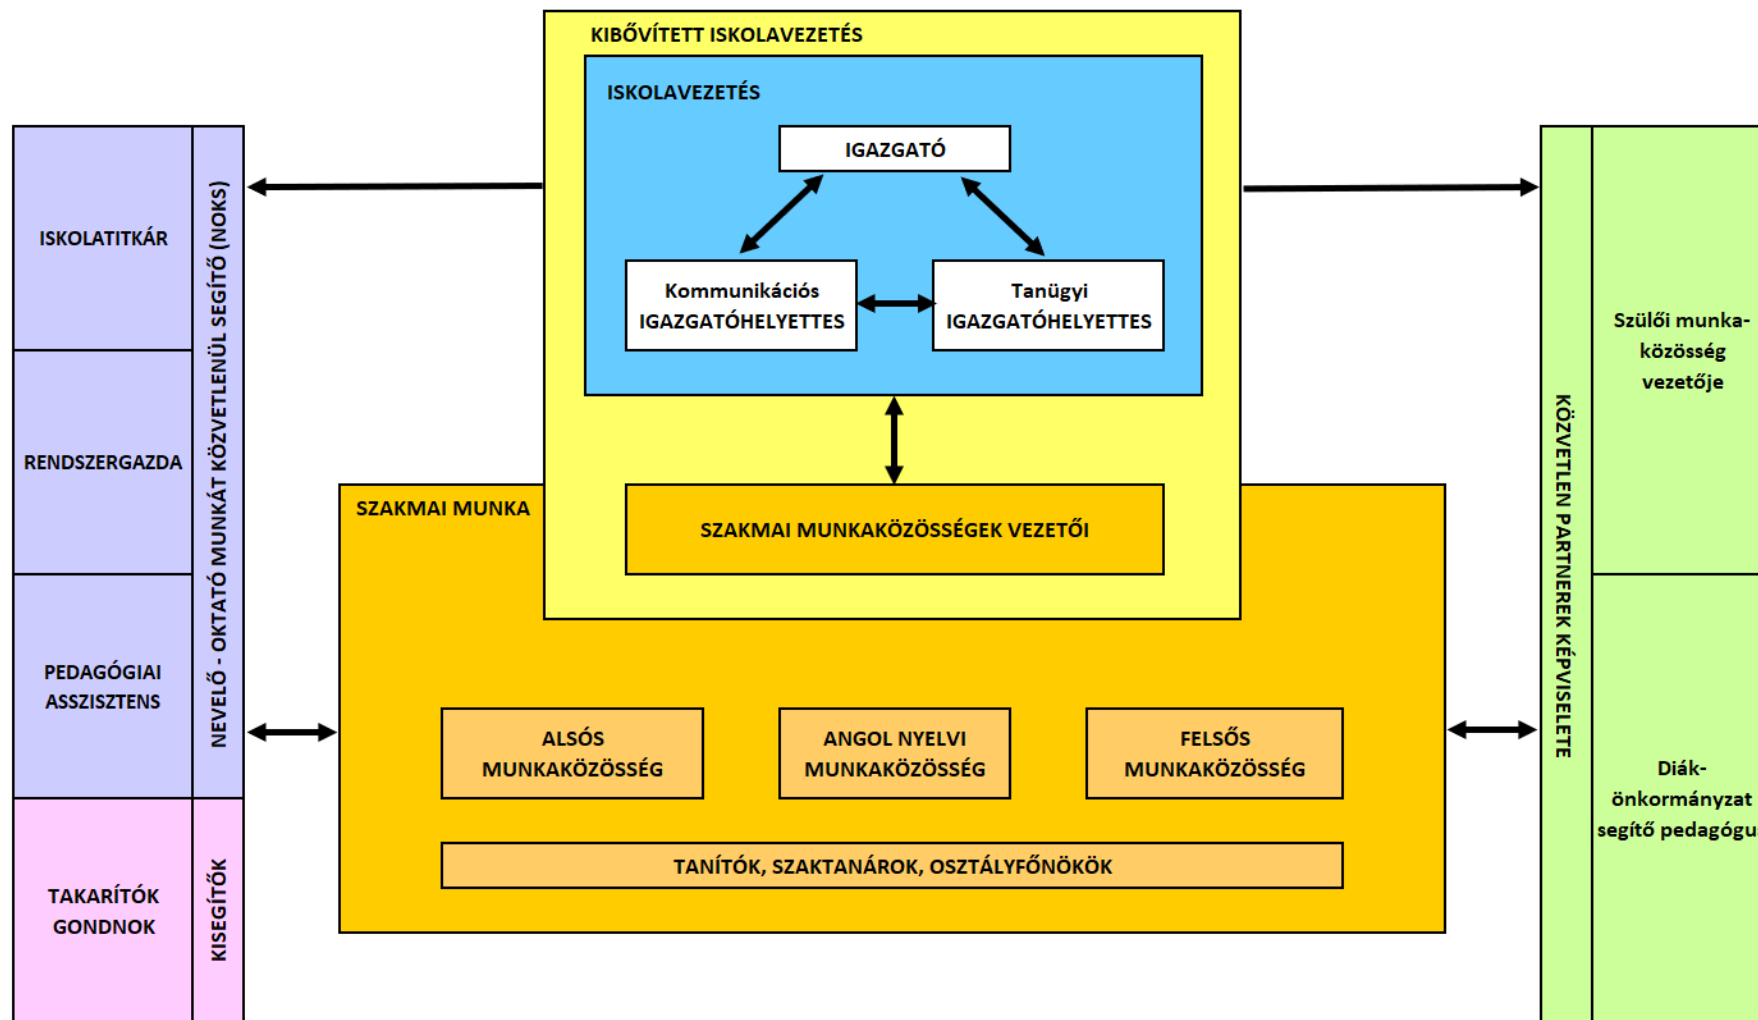 KIBŐVÍTETT ISKOLAVEZETÉS
ISKOLAVEZETÉS
IGAZGATÓ
Kommunikációs
IGAZGATÓHELYETTES
Tanügyi
IGAZGATÓHELYETTES
ISKOLATITKÁR
RENDSZERGAZDA
PEDAGÓGIAI
ASSZISZTENS
NEVELŐ - OKTATÓ MUNKÁT KÖZVETLENÜL SEGÍTŐ (NOKS)
TAKARÍTÓK
GONDNOK
KISEGÍTŐK
SZAKMAI MUNKA
SZAKMAI MUNKAKÖZÖSSÉGEK VEZETŐI
ALSÓS
MUNKAKÖZÖSSÉG
ANGOL NYELVI
MUNKAKÖZÖSSÉG
FELSŐS
MUNKAKÖZÖSSÉG
TANÍTÓK, SZAKTANÁROK, OSZTÁLYFŐNÖKÖK
KÖZVETLEN PARTNEREK KÉPVISELETE
Szülői munka-
közösség
vezetője
Diák-
önkormányzat
segítő pedagógus